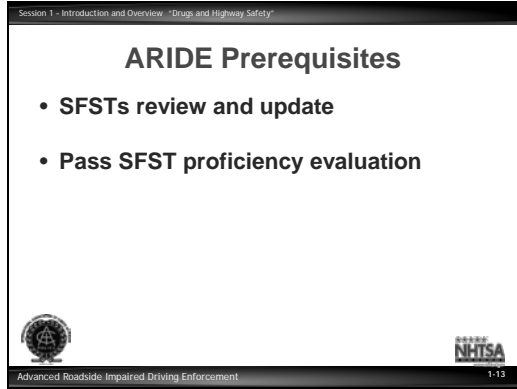 Session 1 - Introduction and Overview "Drugs and Highway Safety"
ARIDE Prerequisites
• SFSTs review and update
• Pass SFST proficiency evaluation
NHTSA
Advanced Roadside Impaired Driving Enforcement
1-13